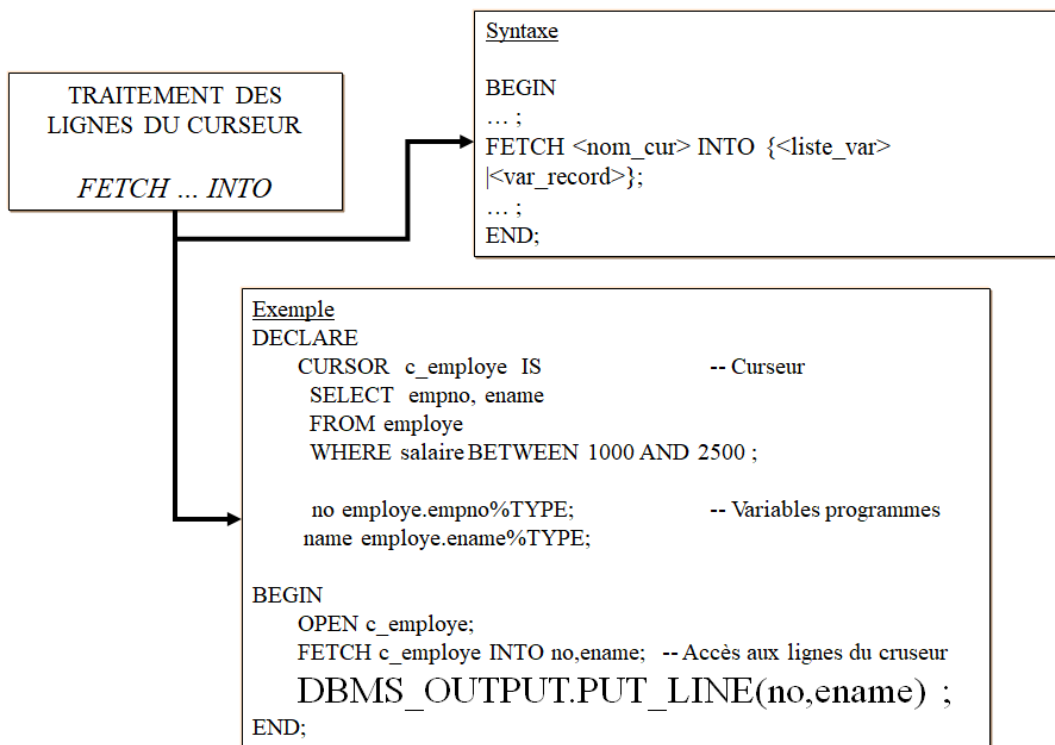 TRAITEMENT DES
LIGNES DU CURSEUR
FETCH ... INTO
Syntaxe
BEGIN
... ;
FETCH <nom_cur> INTO {<liste_var>
|<var_record>};
... ;
END;
Exemple
DECLARE
CURSOR c_employe IS -- Curseur
SELECT empno, ename
FROM employe
WHERE salaire BETWEEN 1000 AND 2500 ;
no employe.empno%TYPE; -- Variables programmes
name employe.ename%TYPE;
BEGIN
OPEN c_employe;
FETCH c_employe INTO no,ename; -- Accès aux lignes du cruseur
DBMS_OUTPUT.PUT_LINE(no,ename) ;
END;